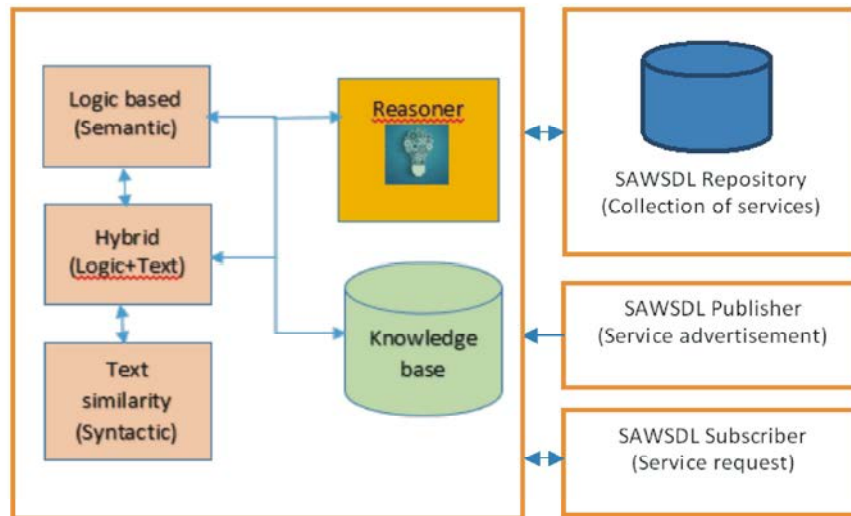 Logic based
(Semantic)
Hybrid
(Logic+Text)
Text
similarity
(Syntactic)
Reasoner
Knowledge
base
SAWSDL Repository
(Collection of services)
SAWSDL Publisher
(Service advertisement)
SAWSDL Subscriber
(Service request)